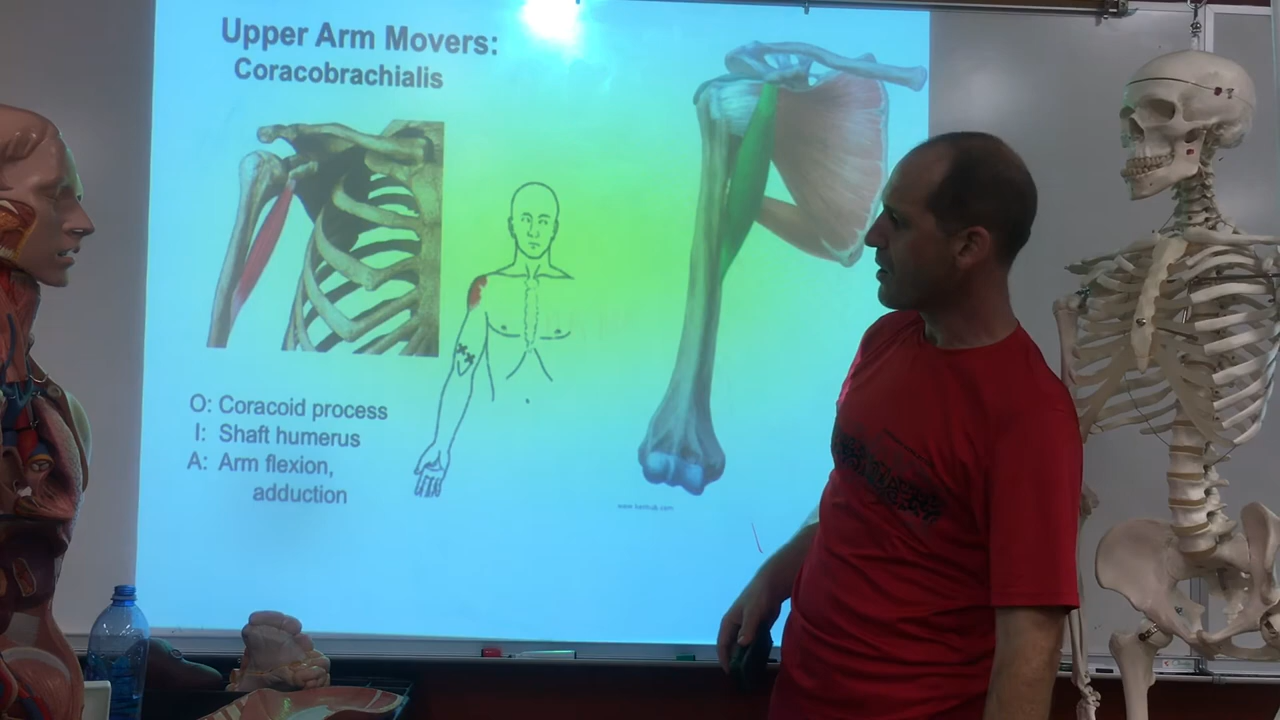 Upper Arm Movers:
Coracobrachialis
O: Coracoid process
I: Shaft humerus
A: Arm flexion,
adduction